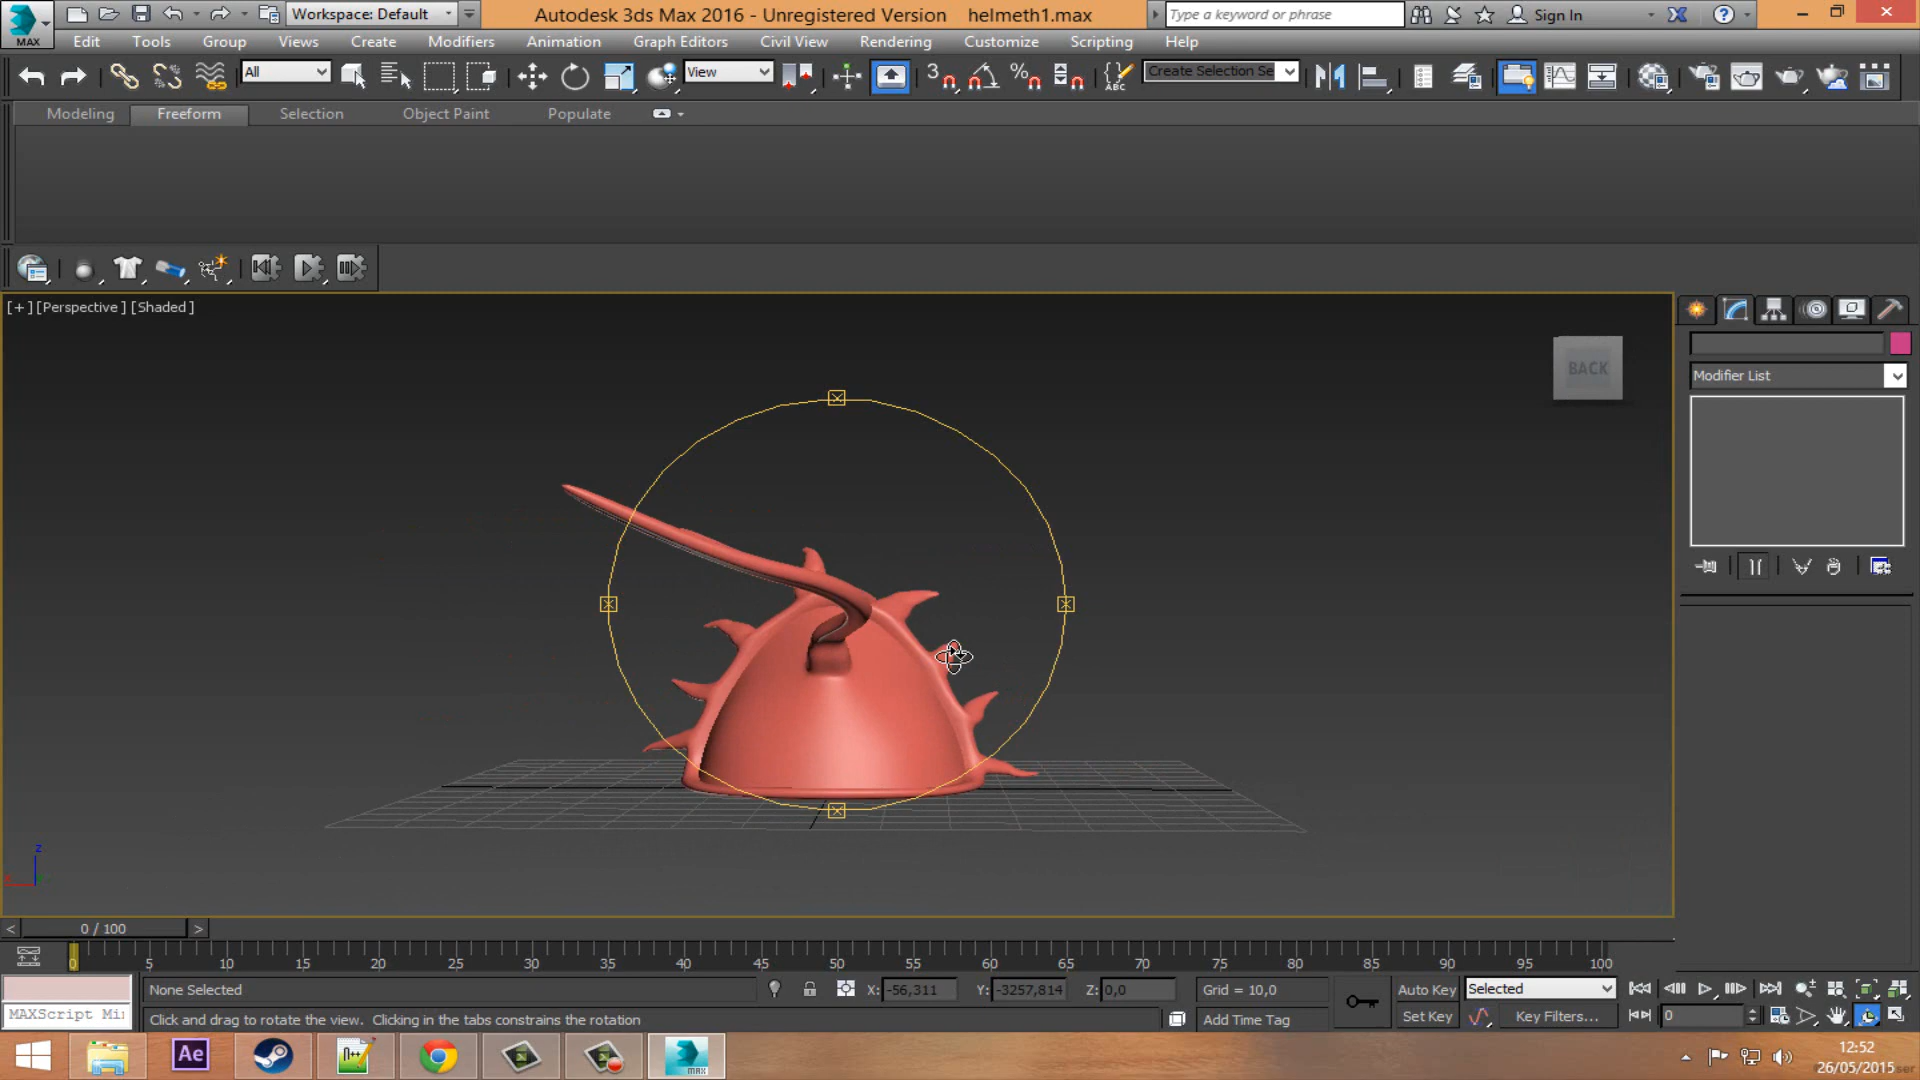 Workspace: Default
Autodesk 3ds Max 2016 - Unregistered Version helmeth1.max
Type a keyword or phrase
Sign In
MAX
Edit Tools Group Views Create Modifiers Animation Graph Editors Civil View Rendering Customize Scripting Help
All
View
3
%
ABC
Create Selection Se
Modeling Freeform Selection Object Paint Populate
[+] [Perspective] [Shaded]
BACK
Modifier List
z
< 0 / 100 >
0 5 10 15 20 25 30 35 40 45 50 55 60 65 70 75 80 85 90 95 100
None Selected
X: -56,311 Y: -3257,814 Z: 0,0
Grid = 10,0
Auto Key
Selected
MAXScript Mi
Click and drag to rotate the view. Clicking in the tabs constrains the rotation
Add Time Tag
Set Key
Key Filters...
0
Ae
n++
MAX
12:52
26/05/2015